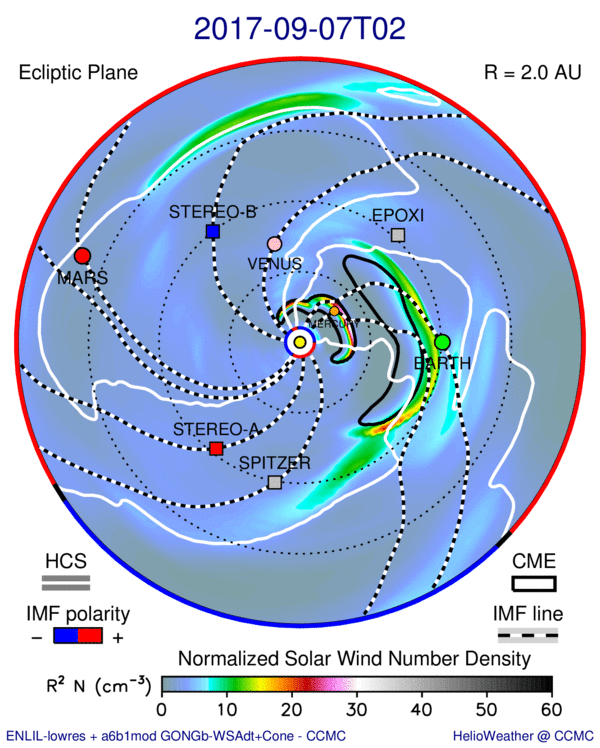 2017-09-07T02
Ecliptic Plane
R = 2.0 AU
STEREO-B
EPOXI
VENUS
MARS
MERCURY
EARTH
STEREO-A
SPITZER
HCS
CME
IMF polarity
− +
IMF line
Normalized Solar Wind Number Density
R² N (cm⁻³)
0 10 20 30 40 50 60
ENLIL-lowres + a6b1mod GONGb-WSAdt+Cone - CCMC
HelioWeather @ CCMC